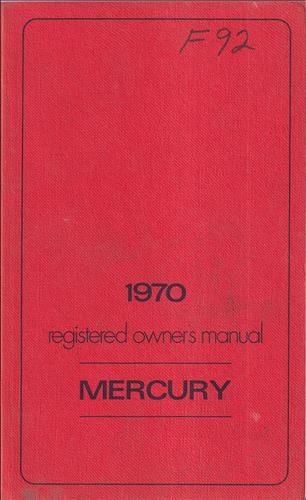 F92
1970
registered owners manual
MERCURY